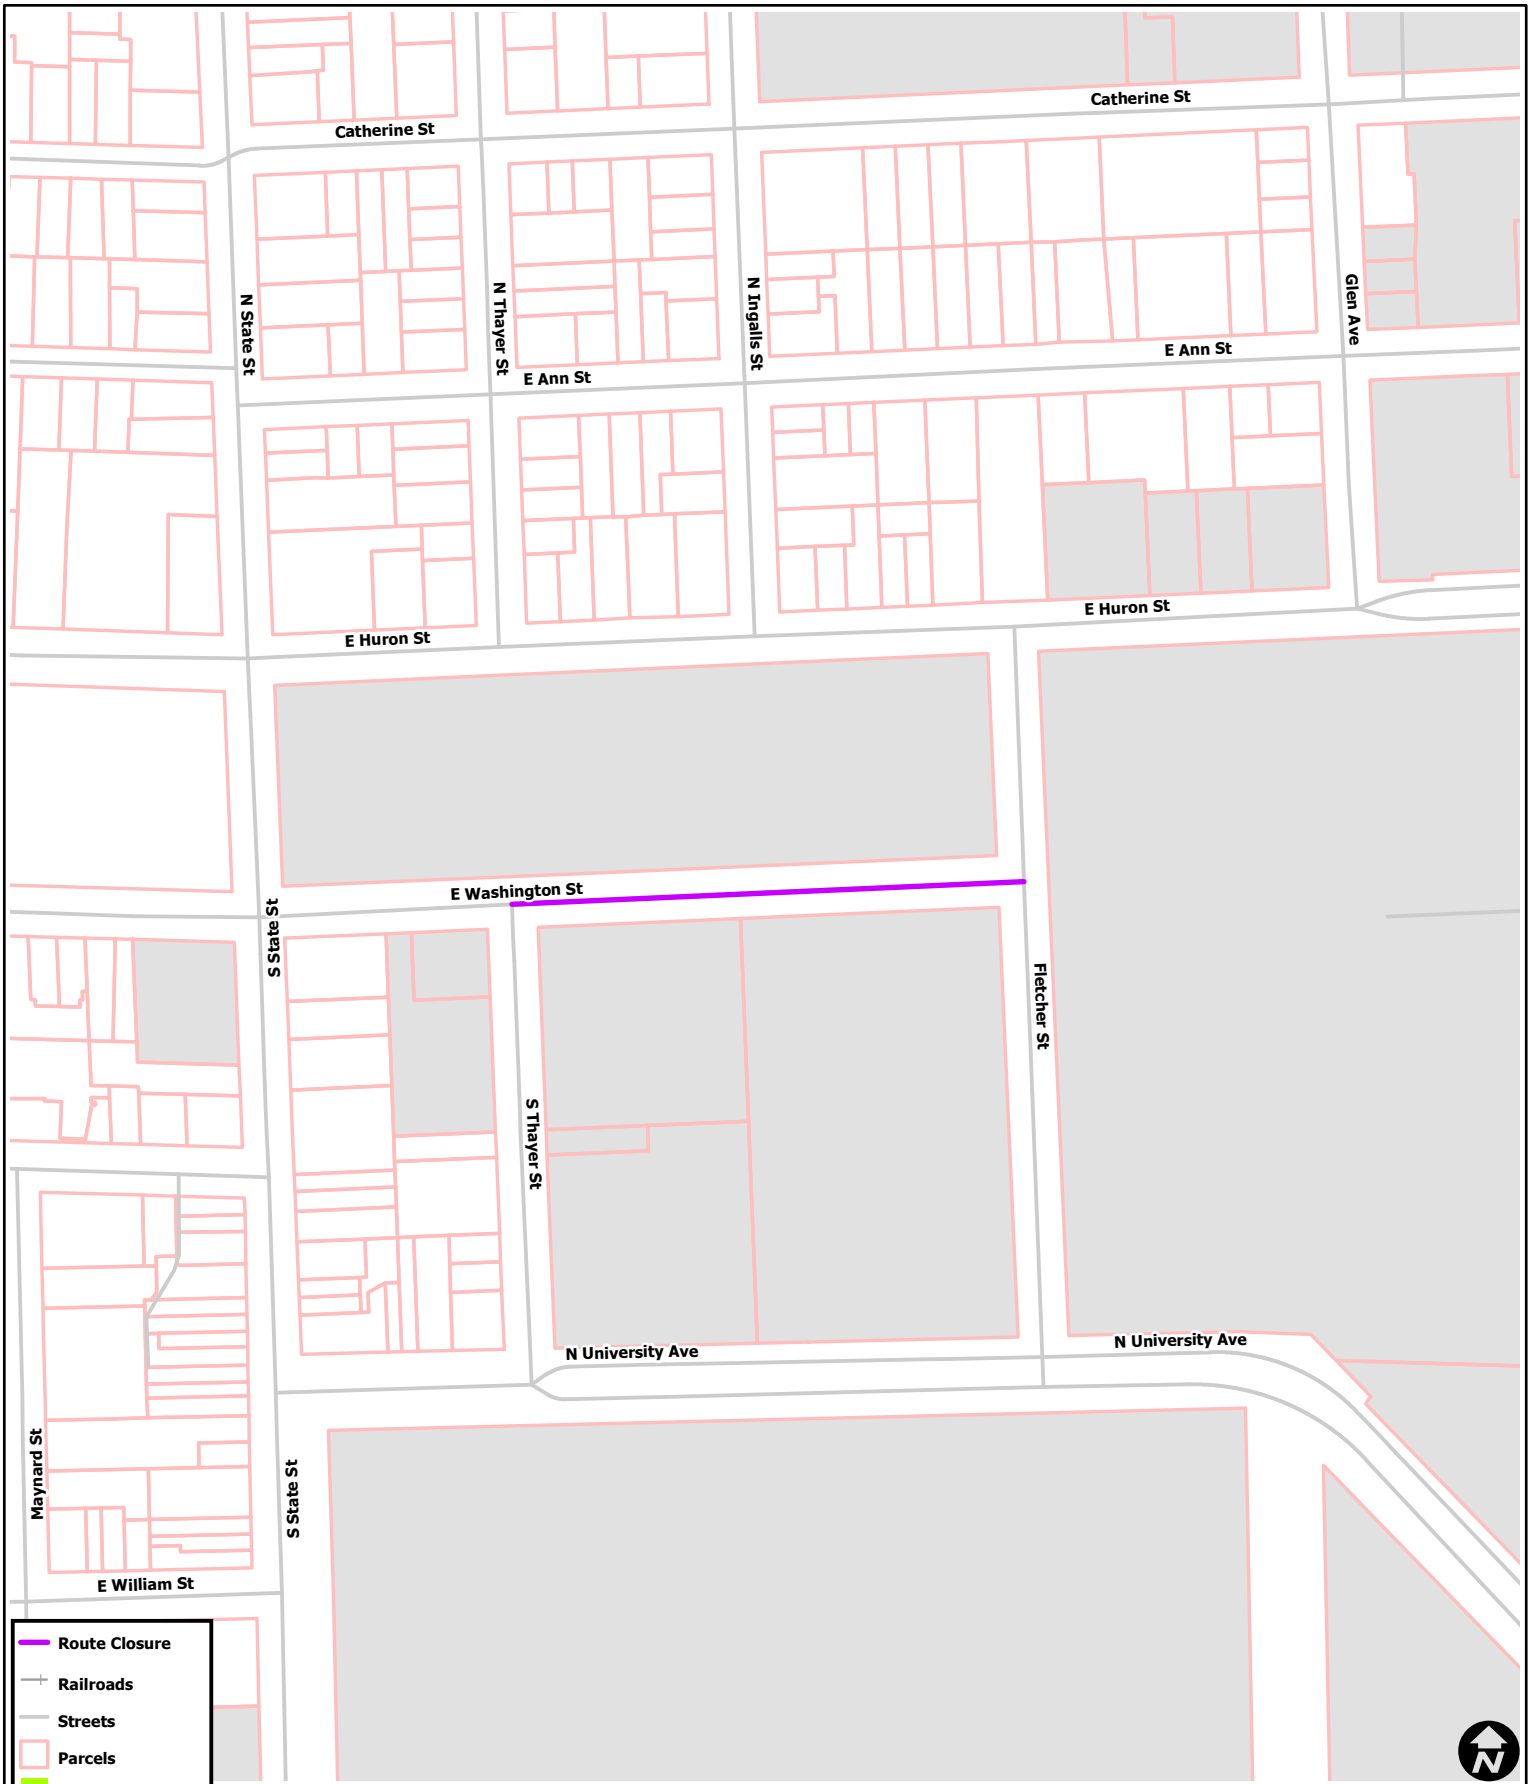 Catherine St
Catherine St
N State St
N Thayer St
N Ingalls St
Glen Ave
E Ann St
E Ann St
E Huron St
E Huron St
E Washington St
S State St
Fletcher St
S Thayer St
N University Ave
N University Ave
Maynard St
S State St
E William St
Route Closure
Railroads
Streets
Parcels
N